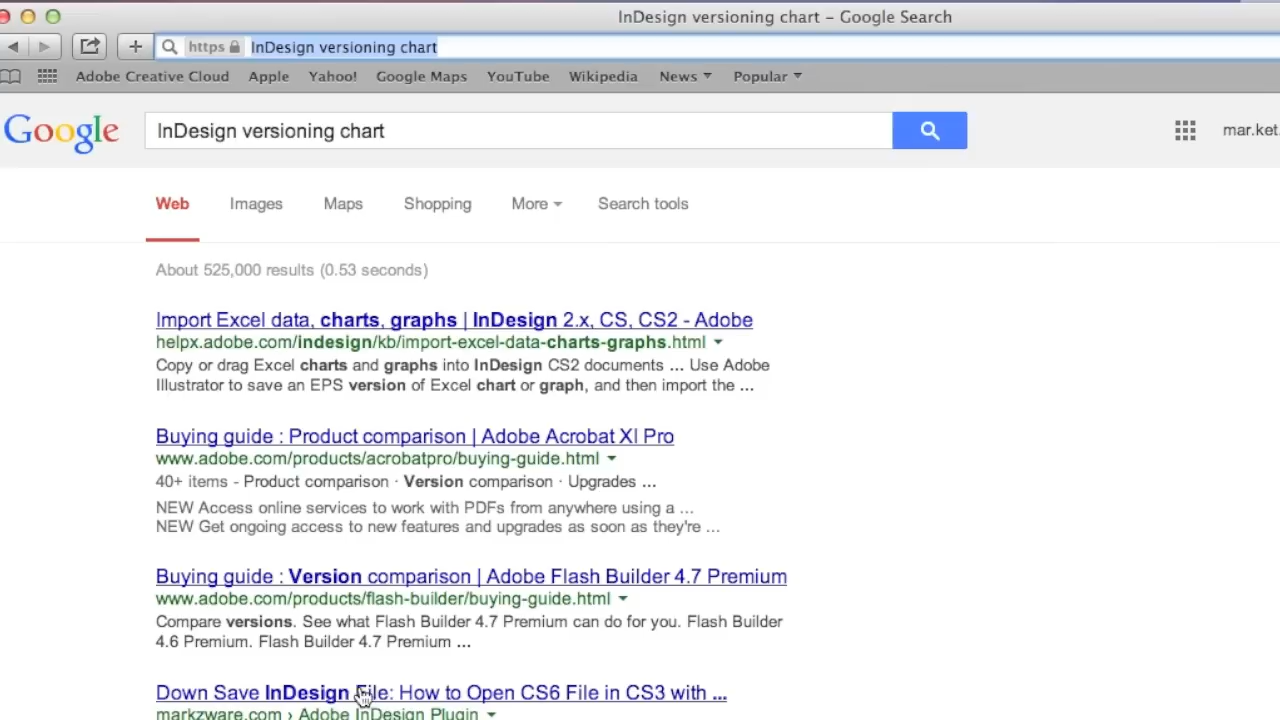 InDesign versioning chart – Google Search
https InDesign versioning chart
Adobe Creative Cloud Apple Yahoo! Google Maps YouTube Wikipedia News Popular
Google InDesign versioning chart mar.ket
Web Images Maps Shopping More Search tools
About 525,000 results (0.53 seconds)
Import Excel data, charts, graphs | InDesign 2.x, CS, CS2 - Adobe
helpx.adobe.com/indesign/kb/import-excel-data-charts-graphs.html
Copy or drag Excel charts and graphs into InDesign CS2 documents ... Use Adobe
Illustrator to save an EPS version of Excel chart or graph, and then import the ...
Buying guide : Product comparison | Adobe Acrobat XI Pro
www.adobe.com/products/acrobatpro/buying-guide.html
40+ items - Product comparison · Version comparison · Upgrades ...
NEW Access online services to work with PDFs from anywhere using a ...
NEW Get ongoing access to new features and upgrades as soon as they're ...
Buying guide : Version comparison | Adobe Flash Builder 4.7 Premium
www.adobe.com/products/flash-builder/buying-guide.html
Compare versions. See what Flash Builder 4.7 Premium can do for you. Flash Builder
4.6 Premium. Flash Builder 4.7 Premium ...
Down Save InDesign File: How to Open CS6 File in CS3 with ...
markzware.com › Adobe InDesign Plugin